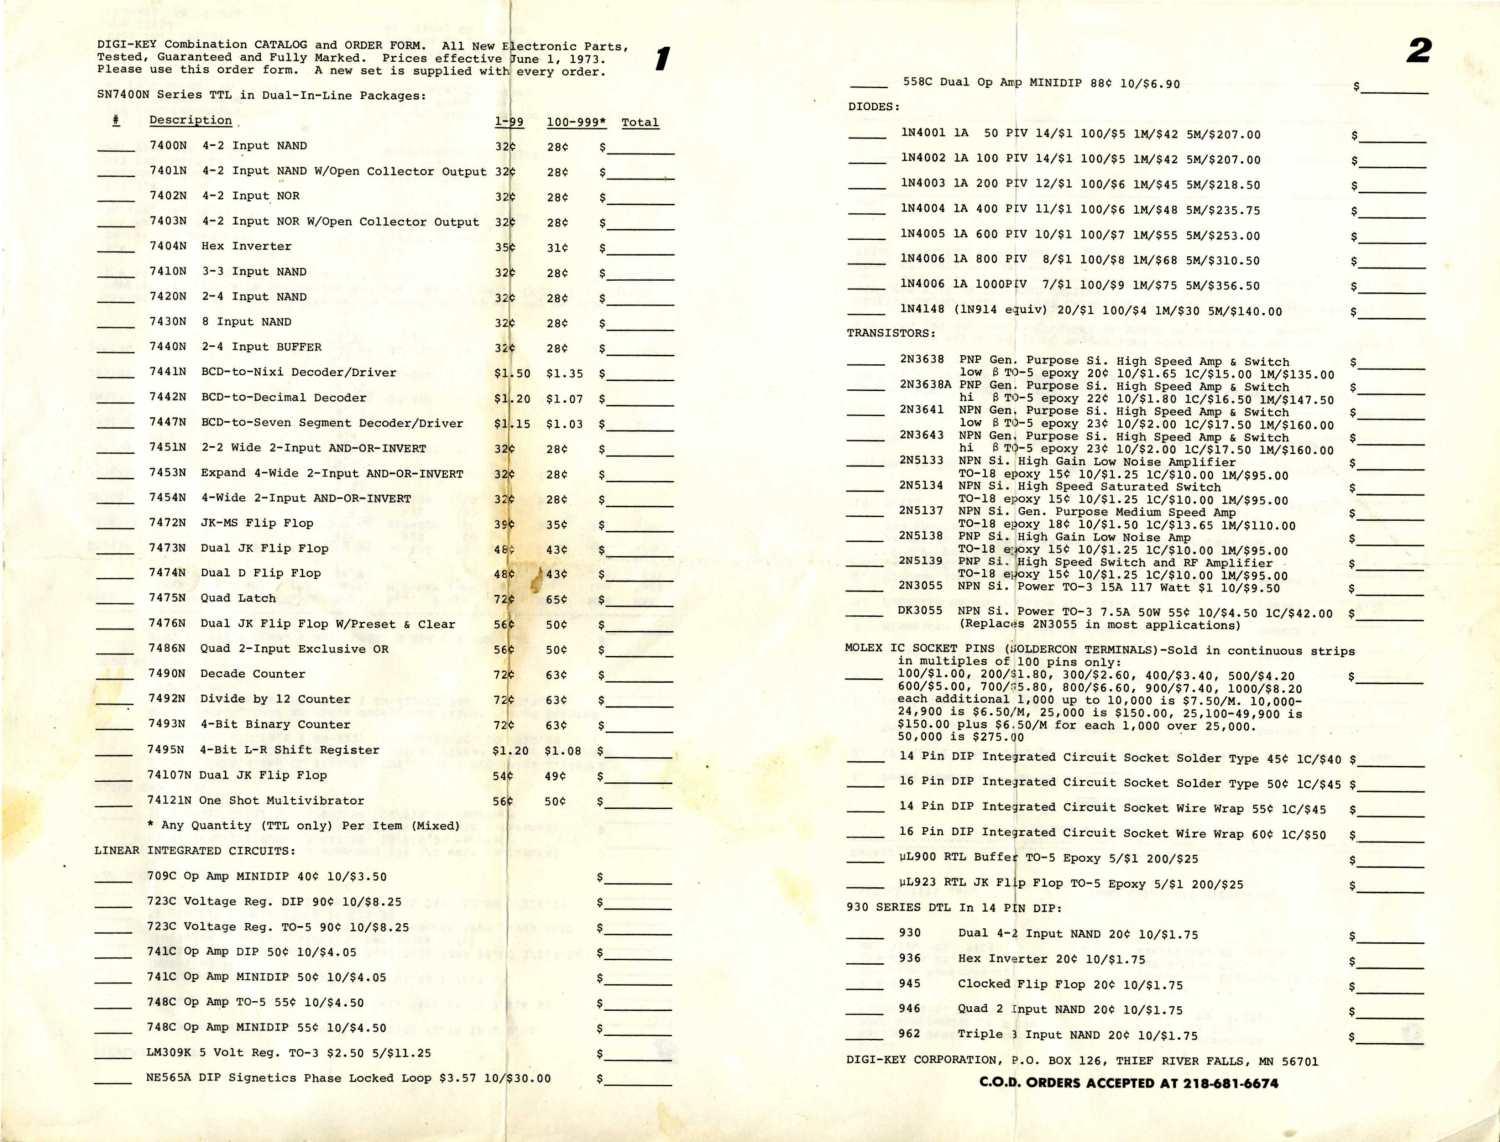 DIGI-KEY Combination CATALOG and ORDER FORM. All New Electronic Parts,
Tested, Guaranteed and Fully Marked. Prices effective June 1, 1973.
Please use this order form. A new set is supplied with every order.
1
SN7400N Series TTL in Dual-In-Line Packages:
# Description 1-99 100-999* Total
7400N 4-2 Input NAND 32¢ 28¢ $
7401N 4-2 Input NAND W/Open Collector Output 32¢ 28¢ $
7402N 4-2 Input NOR 32¢ 28¢ $
7403N 4-2 Input NOR W/Open Collector Output 32¢ 28¢ $
7404N Hex Inverter 35¢ 31¢ $
7410N 3-3 Input NAND 32¢ 28¢ $
7420N 2-4 Input NAND 32¢ 28¢ $
7430N 8 Input NAND 32¢ 28¢ $
7440N 2-4 Input BUFFER 32¢ 28¢ $
7441N BCD-to-Nixi Decoder/Driver $1.50 $1.35 $
7442N BCD-to-Decimal Decoder $1.20 $1.07 $
7447N BCD-to-Seven Segment Decoder/Driver $1.15 $1.03 $
7451N 2-2 Wide 2-Input AND-OR-INVERT 32¢ 28¢ $
7453N Expand 4-Wide 2-Input AND-OR-INVERT 32¢ 28¢ $
7454N 4-Wide 2-Input AND-OR-INVERT 32¢ 28¢ $
7472N JK-MS Flip Flop 39¢ 35¢ $
7473N Dual JK Flip Flop 48¢ 43¢ $
7474N Dual D Flip Flop 48¢ 43¢ $
7475N Quad Latch 72¢ 65¢ $
7476N Dual JK Flip Flop W/Preset & Clear 56¢ 50¢ $
7486N Quad 2-Input Exclusive OR 56¢ 50¢ $
7490N Decade Counter 72¢ 63¢ $
7492N Divide by 12 Counter 72¢ 63¢ $
7493N 4-Bit Binary Counter 72¢ 63¢ $
7495N 4-Bit L-R Shift Register $1.20 $1.08 $
74107N Dual JK Flip Flop 54¢ 49¢ $
74121N One Shot Multivibrator 56¢ 50¢ $
* Any Quantity (TTL only) Per Item (Mixed)
LINEAR INTEGRATED CIRCUITS:
709C Op Amp MINIDIP 40¢ 10/$3.50 $
723C Voltage Reg. DIP 90¢ 10/$8.25 $
723C Voltage Reg. TO-5 90¢ 10/$8.25 $
741C Op Amp DIP 50¢ 10/$4.05 $
741C Op Amp MINIDIP 50¢ 10/$4.05 $
748C Op Amp TO-5 55¢ 10/$4.50 $
748C Op Amp MINIDIP 55¢ 10/$4.50 $
LM309K 5 Volt Reg. TO-3 $2.50 5/$11.25 $
NE565A DIP Signetics Phase Locked Loop $3.57 10/$30.00 $
2
558C Dual Op Amp MINIDIP 88¢ 10/$6.90 $
DIODES:
1N4001 1A 50 PIV 14/$1 100/$5 1M/$42 5M/$207.00 $
1N4002 1A 100 PIV 14/$1 100/$5 1M/$42 5M/$207.00 $
1N4003 1A 200 PIV 12/$1 100/$6 1M/$45 5M/$218.50 $
1N4004 1A 400 PIV 11/$1 100/$6 1M/$48 5M/$235.75 $
1N4005 1A 600 PIV 10/$1 100/$7 1M/$55 5M/$253.00 $
1N4006 1A 800 PIV 8/$1 100/$8 1M/$68 5M/$310.50 $
1N4006 1A 1000PIV 7/$1 100/$9 1M/$75 5M/$356.50 $
1N4148 (1N914 equiv) 20/$1 100/$4 1M/$30 5M/$140.00 $
TRANSISTORS:
2N3638 PNP Gen. Purpose Si. High Speed Amp & Switch $
low β TO-5 epoxy 20¢ 10/$1.65 1C/$15.00 1M/$135.00
2N3638A PNP Gen. Purpose Si. High Speed Amp & Switch $
hi β TO-5 epoxy 22¢ 10/$1.80 1C/$16.50 1M/$147.50
2N3641 NPN Gen. Purpose Si. High Speed Amp & Switch $
low β TO-5 epoxy 23¢ 10/$2.00 1C/$17.50 1M/$160.00
2N3643 NPN Gen. Purpose Si. High Speed Amp & Switch $
hi β TO-5 epoxy 23¢ 10/$2.00 1C/$17.50 1M/$160.00
2N5133 NPN Si. High Gain Low Noise Amplifier $
TO-18 epoxy 15¢ 10/$1.25 1C/$10.00 1M/$95.00
2N5134 NPN Si. High Speed Saturated Switch $
TO-18 epoxy 15¢ 10/$1.25 1C/$10.00 1M/$95.00
2N5137 NPN Si. Gen. Purpose Medium Speed Amp $
TO-18 epoxy 18¢ 10/$1.50 1C/$13.65 1M/$110.00
2N5138 PNP Si. High Gain Low Noise Amp $
TO-18 epoxy 15¢ 10/$1.25 1C/$10.00 1M/$95.00
2N5139 PNP Si. High Speed Switch and RF Amplifier $
TO-18 epoxy 15¢ 10/$1.25 1C/$10.00 1M/$95.00
2N3055 NPN Si. Power TO-3 15A 117 Watt $1 10/$9.50 $
DK3055 NPN Si. Power TO-3 7.5A 50W 55¢ 10/$4.50 1C/$42.00 $
(Replaces 2N3055 in most applications)
MOLEX IC SOCKET PINS (SOLDERCON TERMINALS)-Sold in continuous strips
in multiples of 100 pins only:
100/$1.00, 200/$1.80, 300/$2.60, 400/$3.40, 500/$4.20 $
600/$5.00, 700/$5.80, 800/$6.60, 900/$7.40, 1000/$8.20
each additional 1,000 up to 10,000 is $7.50/M. 10,000-
24,900 is $6.50/M, 25,000 is $150.00, 25,100-49,900 is
$150.00 plus $6.50/M for each 1,000 over 25,000.
50,000 is $275.00
14 Pin DIP Integrated Circuit Socket Solder Type 45¢ 1C/$40 $
16 Pin DIP Integrated Circuit Socket Solder Type 50¢ 1C/$45 $
14 Pin DIP Integrated Circuit Socket Wire Wrap 55¢ 1C/$45 $
16 Pin DIP Integrated Circuit Socket Wire Wrap 60¢ 1C/$50 $
µL900 RTL Buffer TO-5 Epoxy 5/$1 200/$25 $
µL923 RTL JK Flip Flop TO-5 Epoxy 5/$1 200/$25 $
930 SERIES DTL In 14 PIN DIP:
930 Dual 4-2 Input NAND 20¢ 10/$1.75 $
936 Hex Inverter 20¢ 10/$1.75 $
945 Clocked Flip Flop 20¢ 10/$1.75 $
946 Quad 2 Input NAND 20¢ 10/$1.75 $
962 Triple 3 Input NAND 20¢ 10/$1.75 $
DIGI-KEY CORPORATION, P.O. BOX 126, THIEF RIVER FALLS, MN 56701
C.O.D. ORDERS ACCEPTED AT 218-681-6674